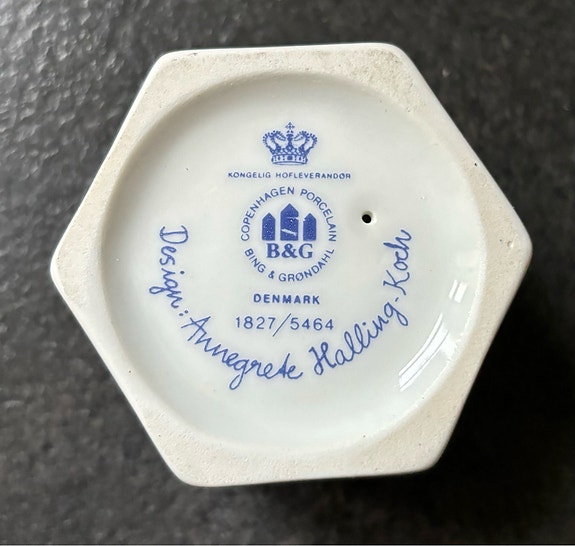 KONGELIG HOFLEVERANDØR
COPENHAGEN PORCELAIN
B&G
BING & GRØNDAHL
DENMARK
1827/5464
Design: Annegrete Halling-Koch